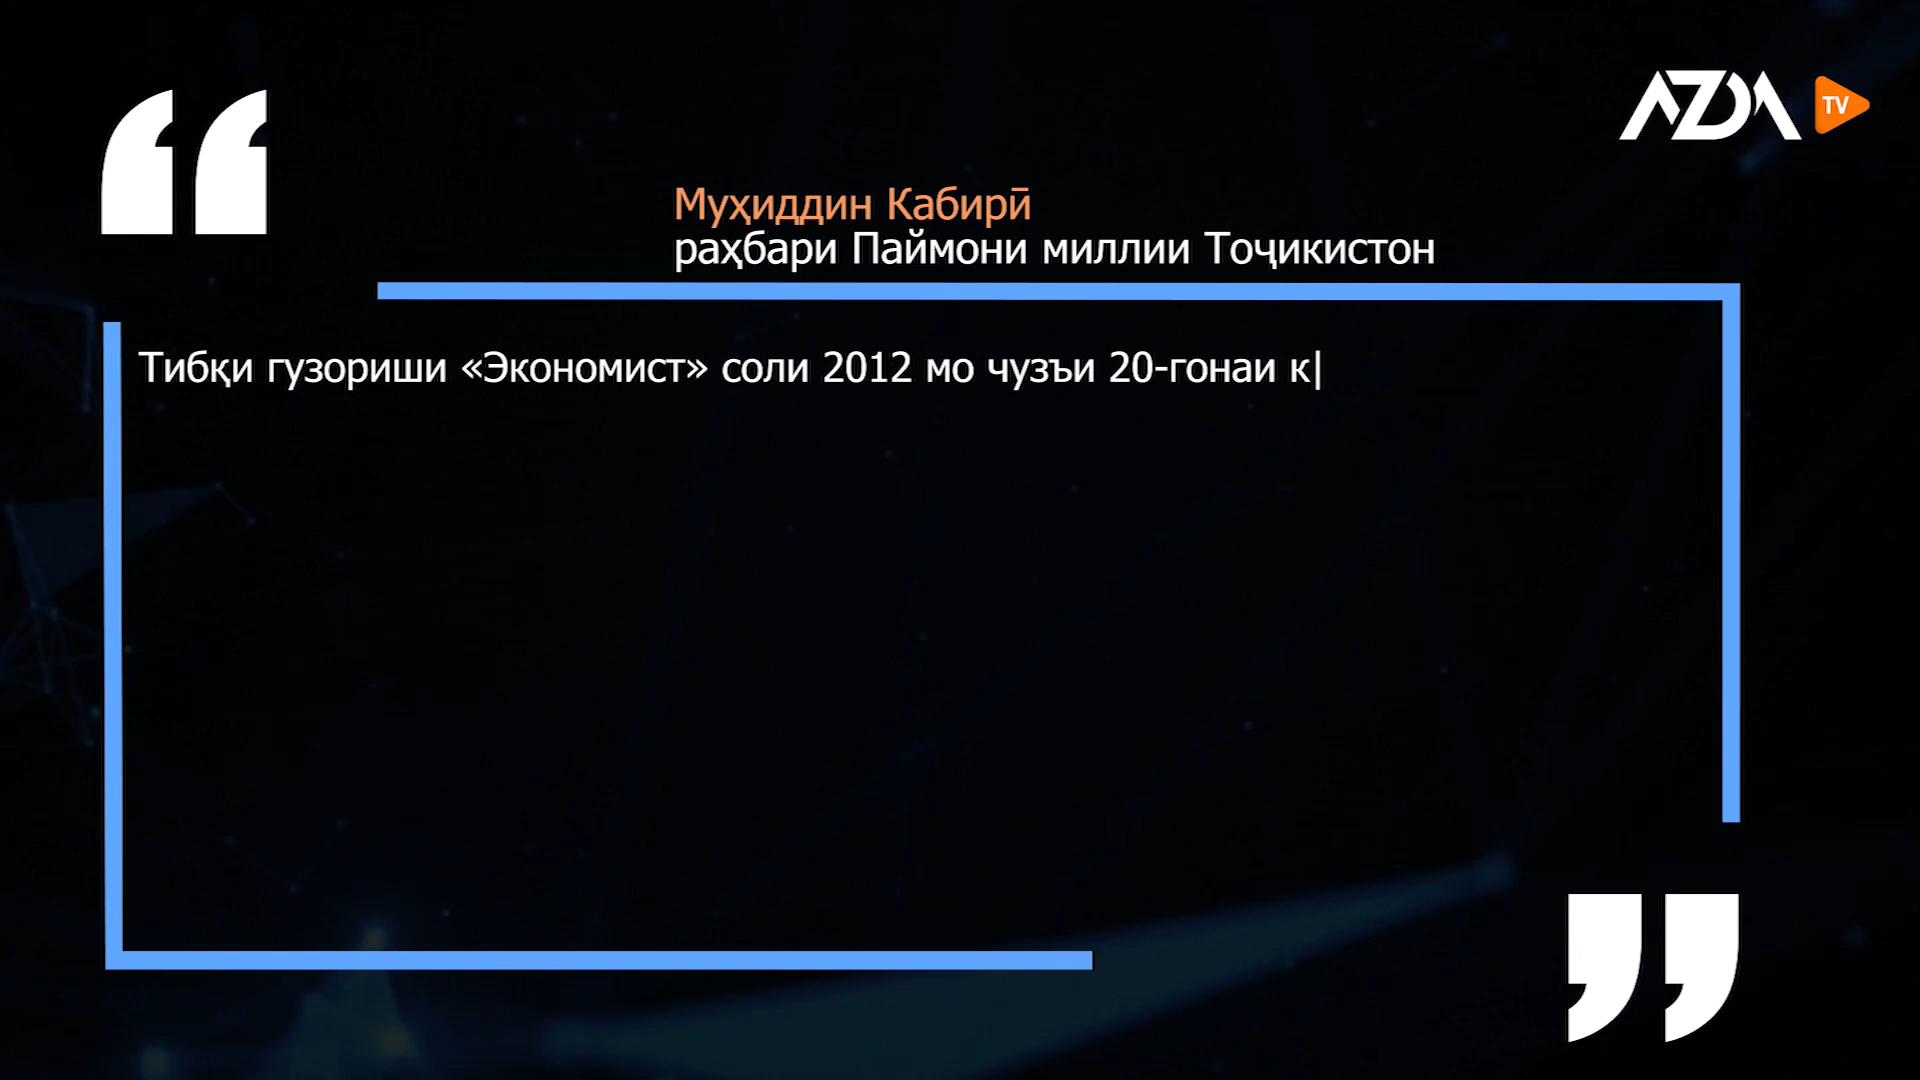 AZDA TV
Муҳиддин Кабирӣ
раҳбари Паймони миллии Тоҷикистон
Тибқи гузориши «Экономист» соли 2012 мо чузъи 20-гонаи к|